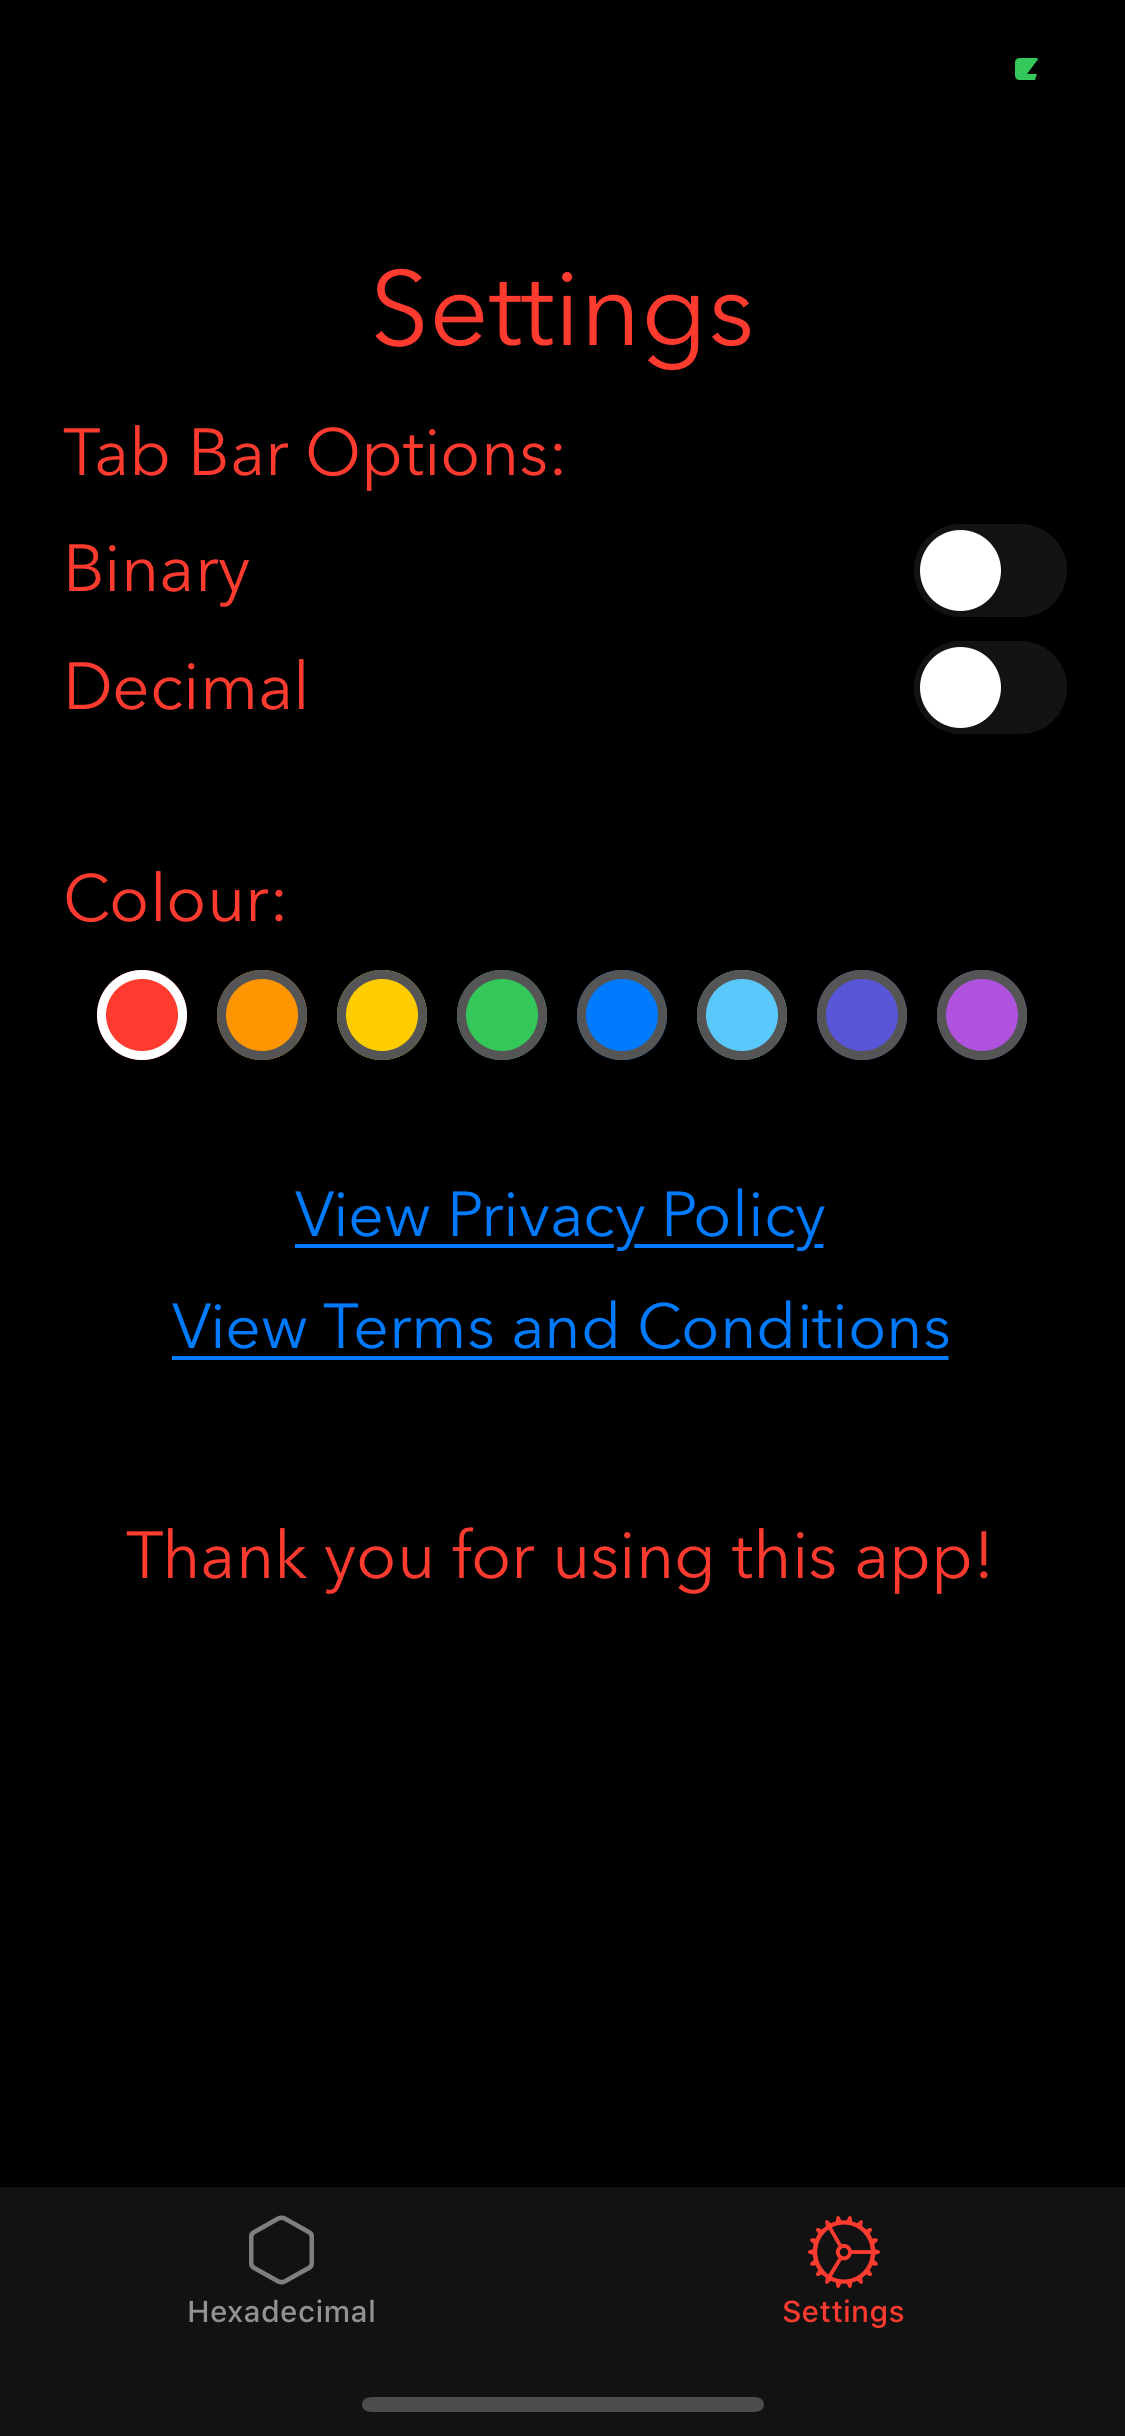 Settings
Tab Bar Options:
Binary
Decimal
Colour:
View Privacy Policy
View Terms and Conditions
Thank you for using this app!
Hexadecimal
Settings